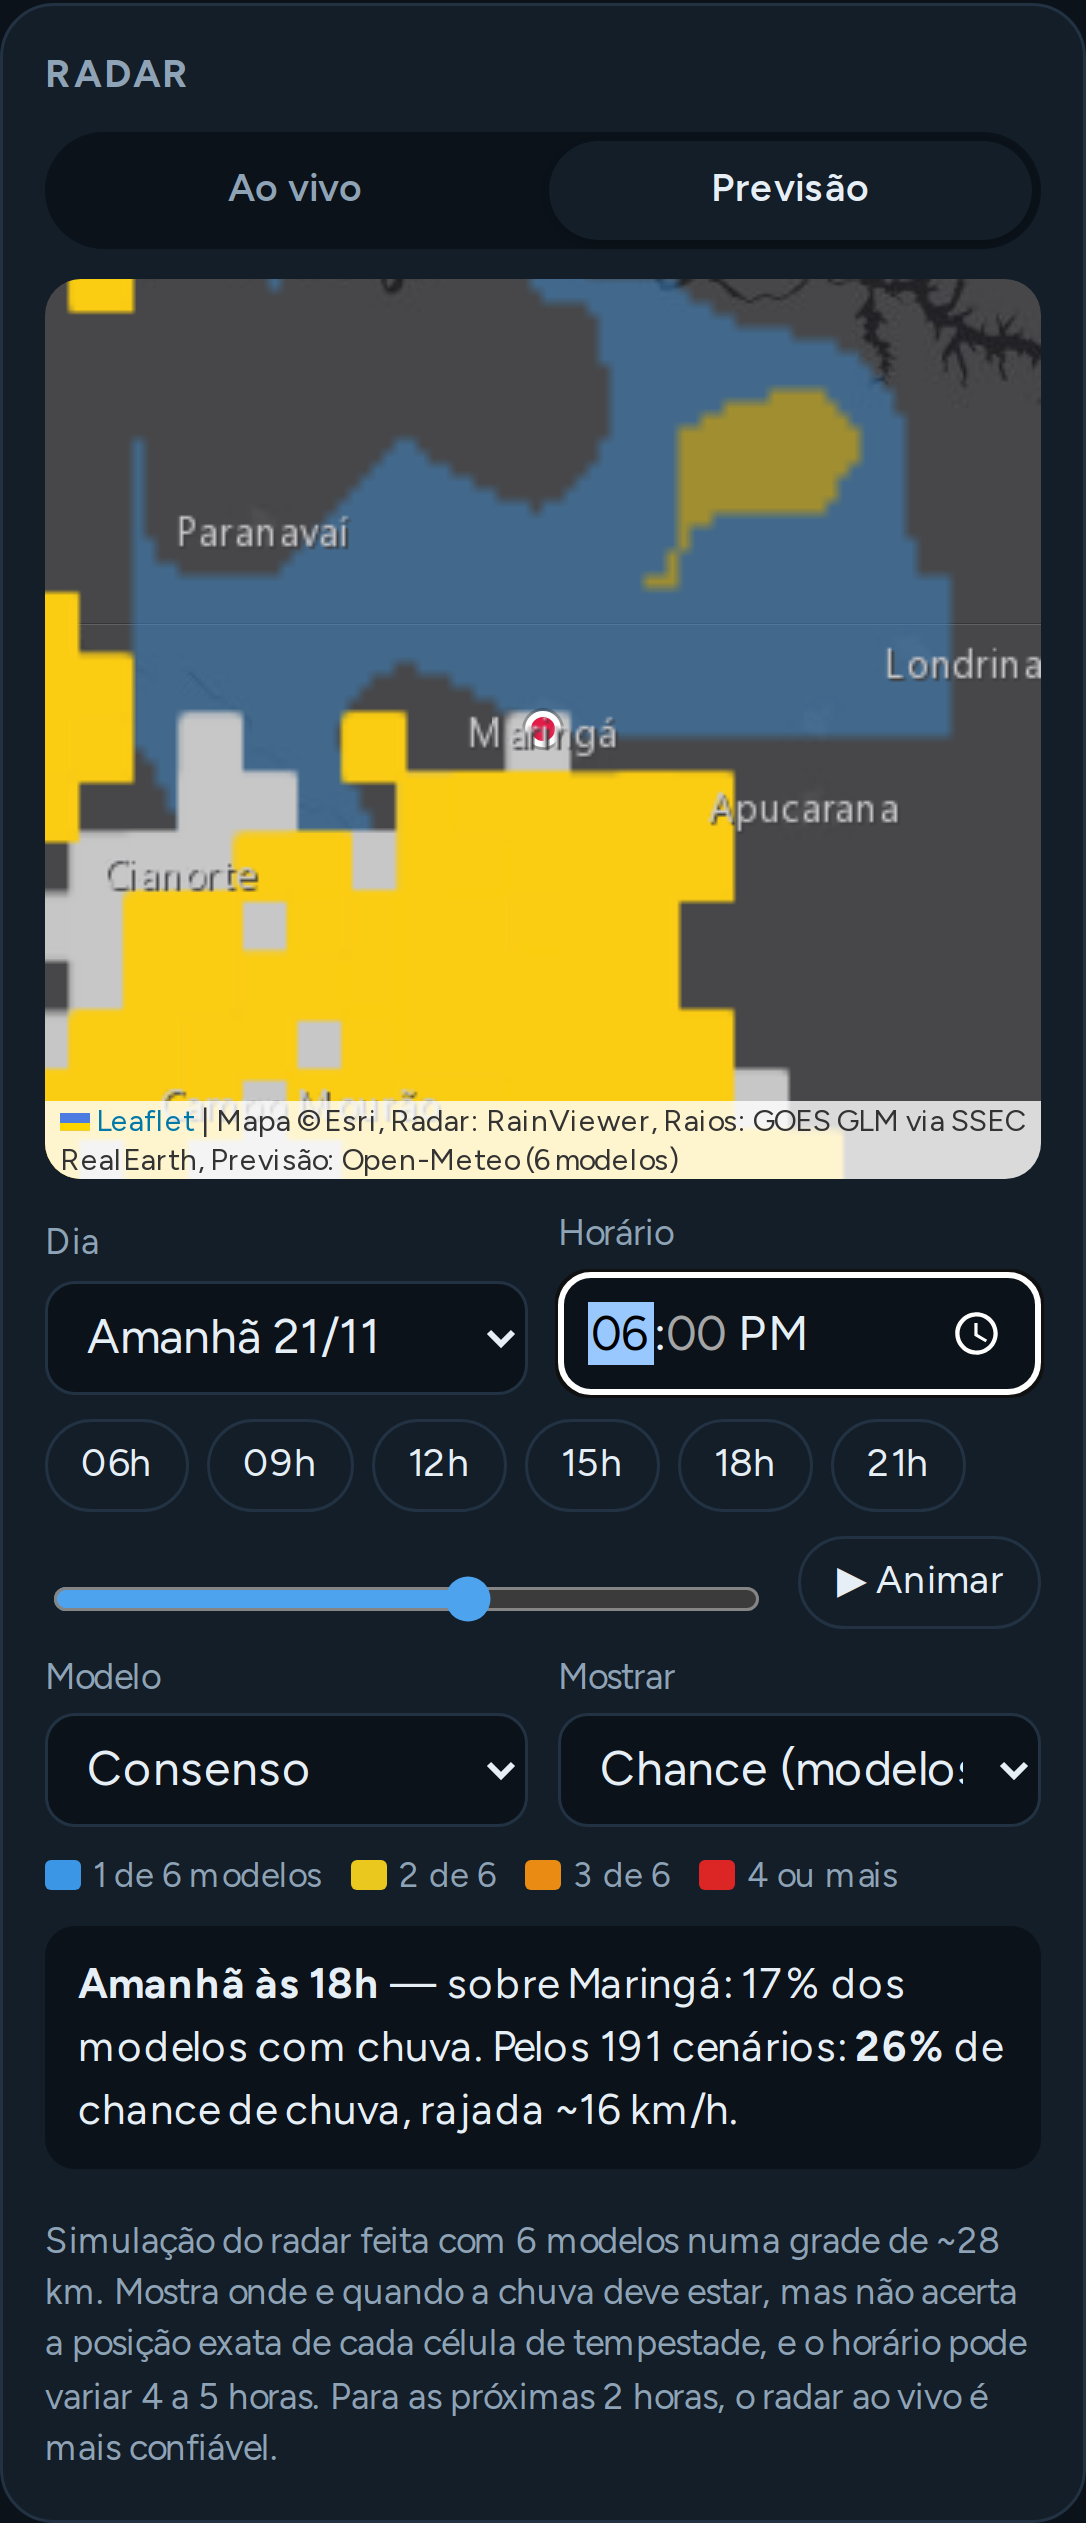 RADAR
Ao vivo
Previsão
Paranavaí
Londrina
Maringá
Apucarana
Cianorte
Campo Mourão
Leaflet | Mapa © Esri, Radar: RainViewer, Raios: GOES GLM via SSEC
RealEarth, Previsão: Open-Meteo (6 modelos)
Dia
Horário
Amanhã 21/11
06:00 PM
06h
09h
12h
15h
18h
21h
▶ Animar
Modelo
Mostrar
Consenso
Chance (modelos
1 de 6 modelos
2 de 6
3 de 6
4 ou mais
Amanhã às 18h — sobre Maringá: 17% dos
modelos com chuva. Pelos 191 cenários: 26% de
chance de chuva, rajada ~16 km/h.
Simulação do radar feita com 6 modelos numa grade de ~28
km. Mostra onde e quando a chuva deve estar, mas não acerta
a posição exata de cada célula de tempestade, e o horário pode
variar 4 a 5 horas. Para as próximas 2 horas, o radar ao vivo é
mais confiável.